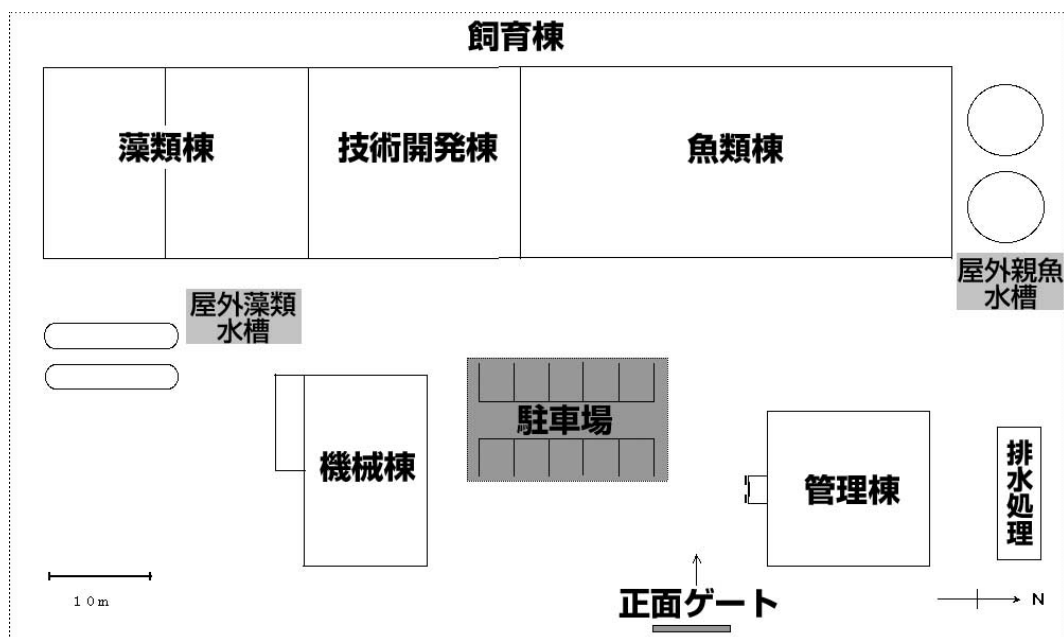 飼育棟
藻類棟
技術開発棟
魚類棟
屋外親魚
水槽
屋外藻類
水槽
駐車場
機械棟
管理棟
排水処理
正面ゲート
10m
N